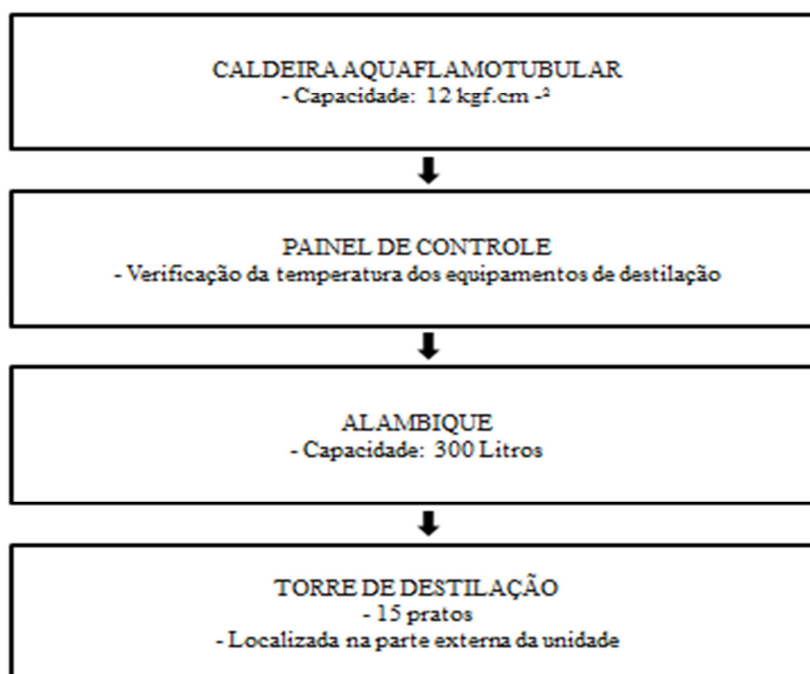 CALDEIRA AQUAFLAMOTUBULAR
- Capacidade: 12 kgf.cm -²
PAINEL DE CONTROLE
- Verificação da temperatura dos equipamentos de destilação
ALAMBIQUE
- Capacidade: 300 Litros
TORRE DE DESTILAÇÃO
- 15 pratos
- Localizada na parte externa da unidade